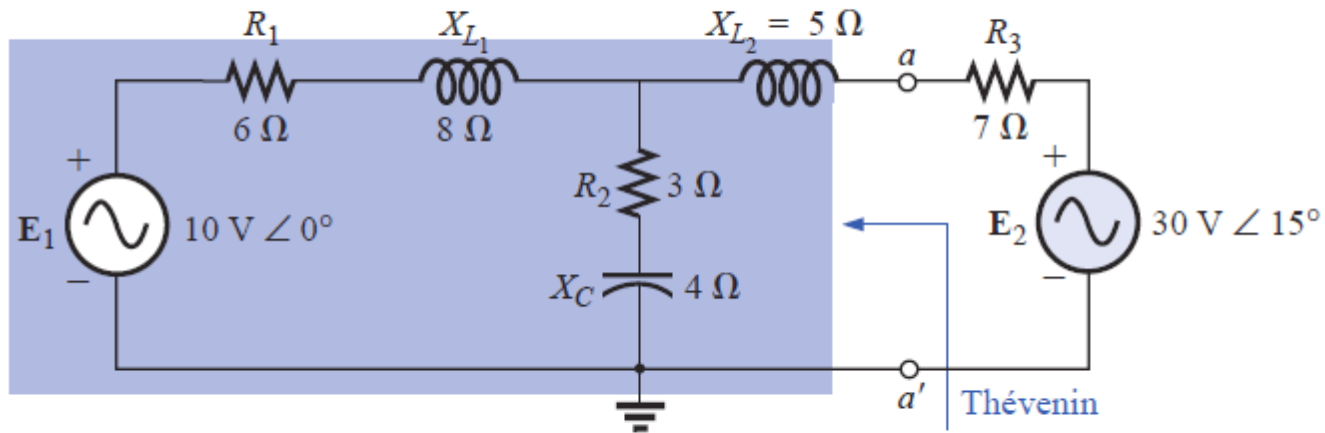 R1 XL1 XL2 = 5 Ω a R3
6 Ω 8 Ω 7 Ω
+ R2 3 Ω +
E1 10 V ∠ 0° E2 30 V ∠ 15°
− XC 4 Ω −
a′ Thévenin